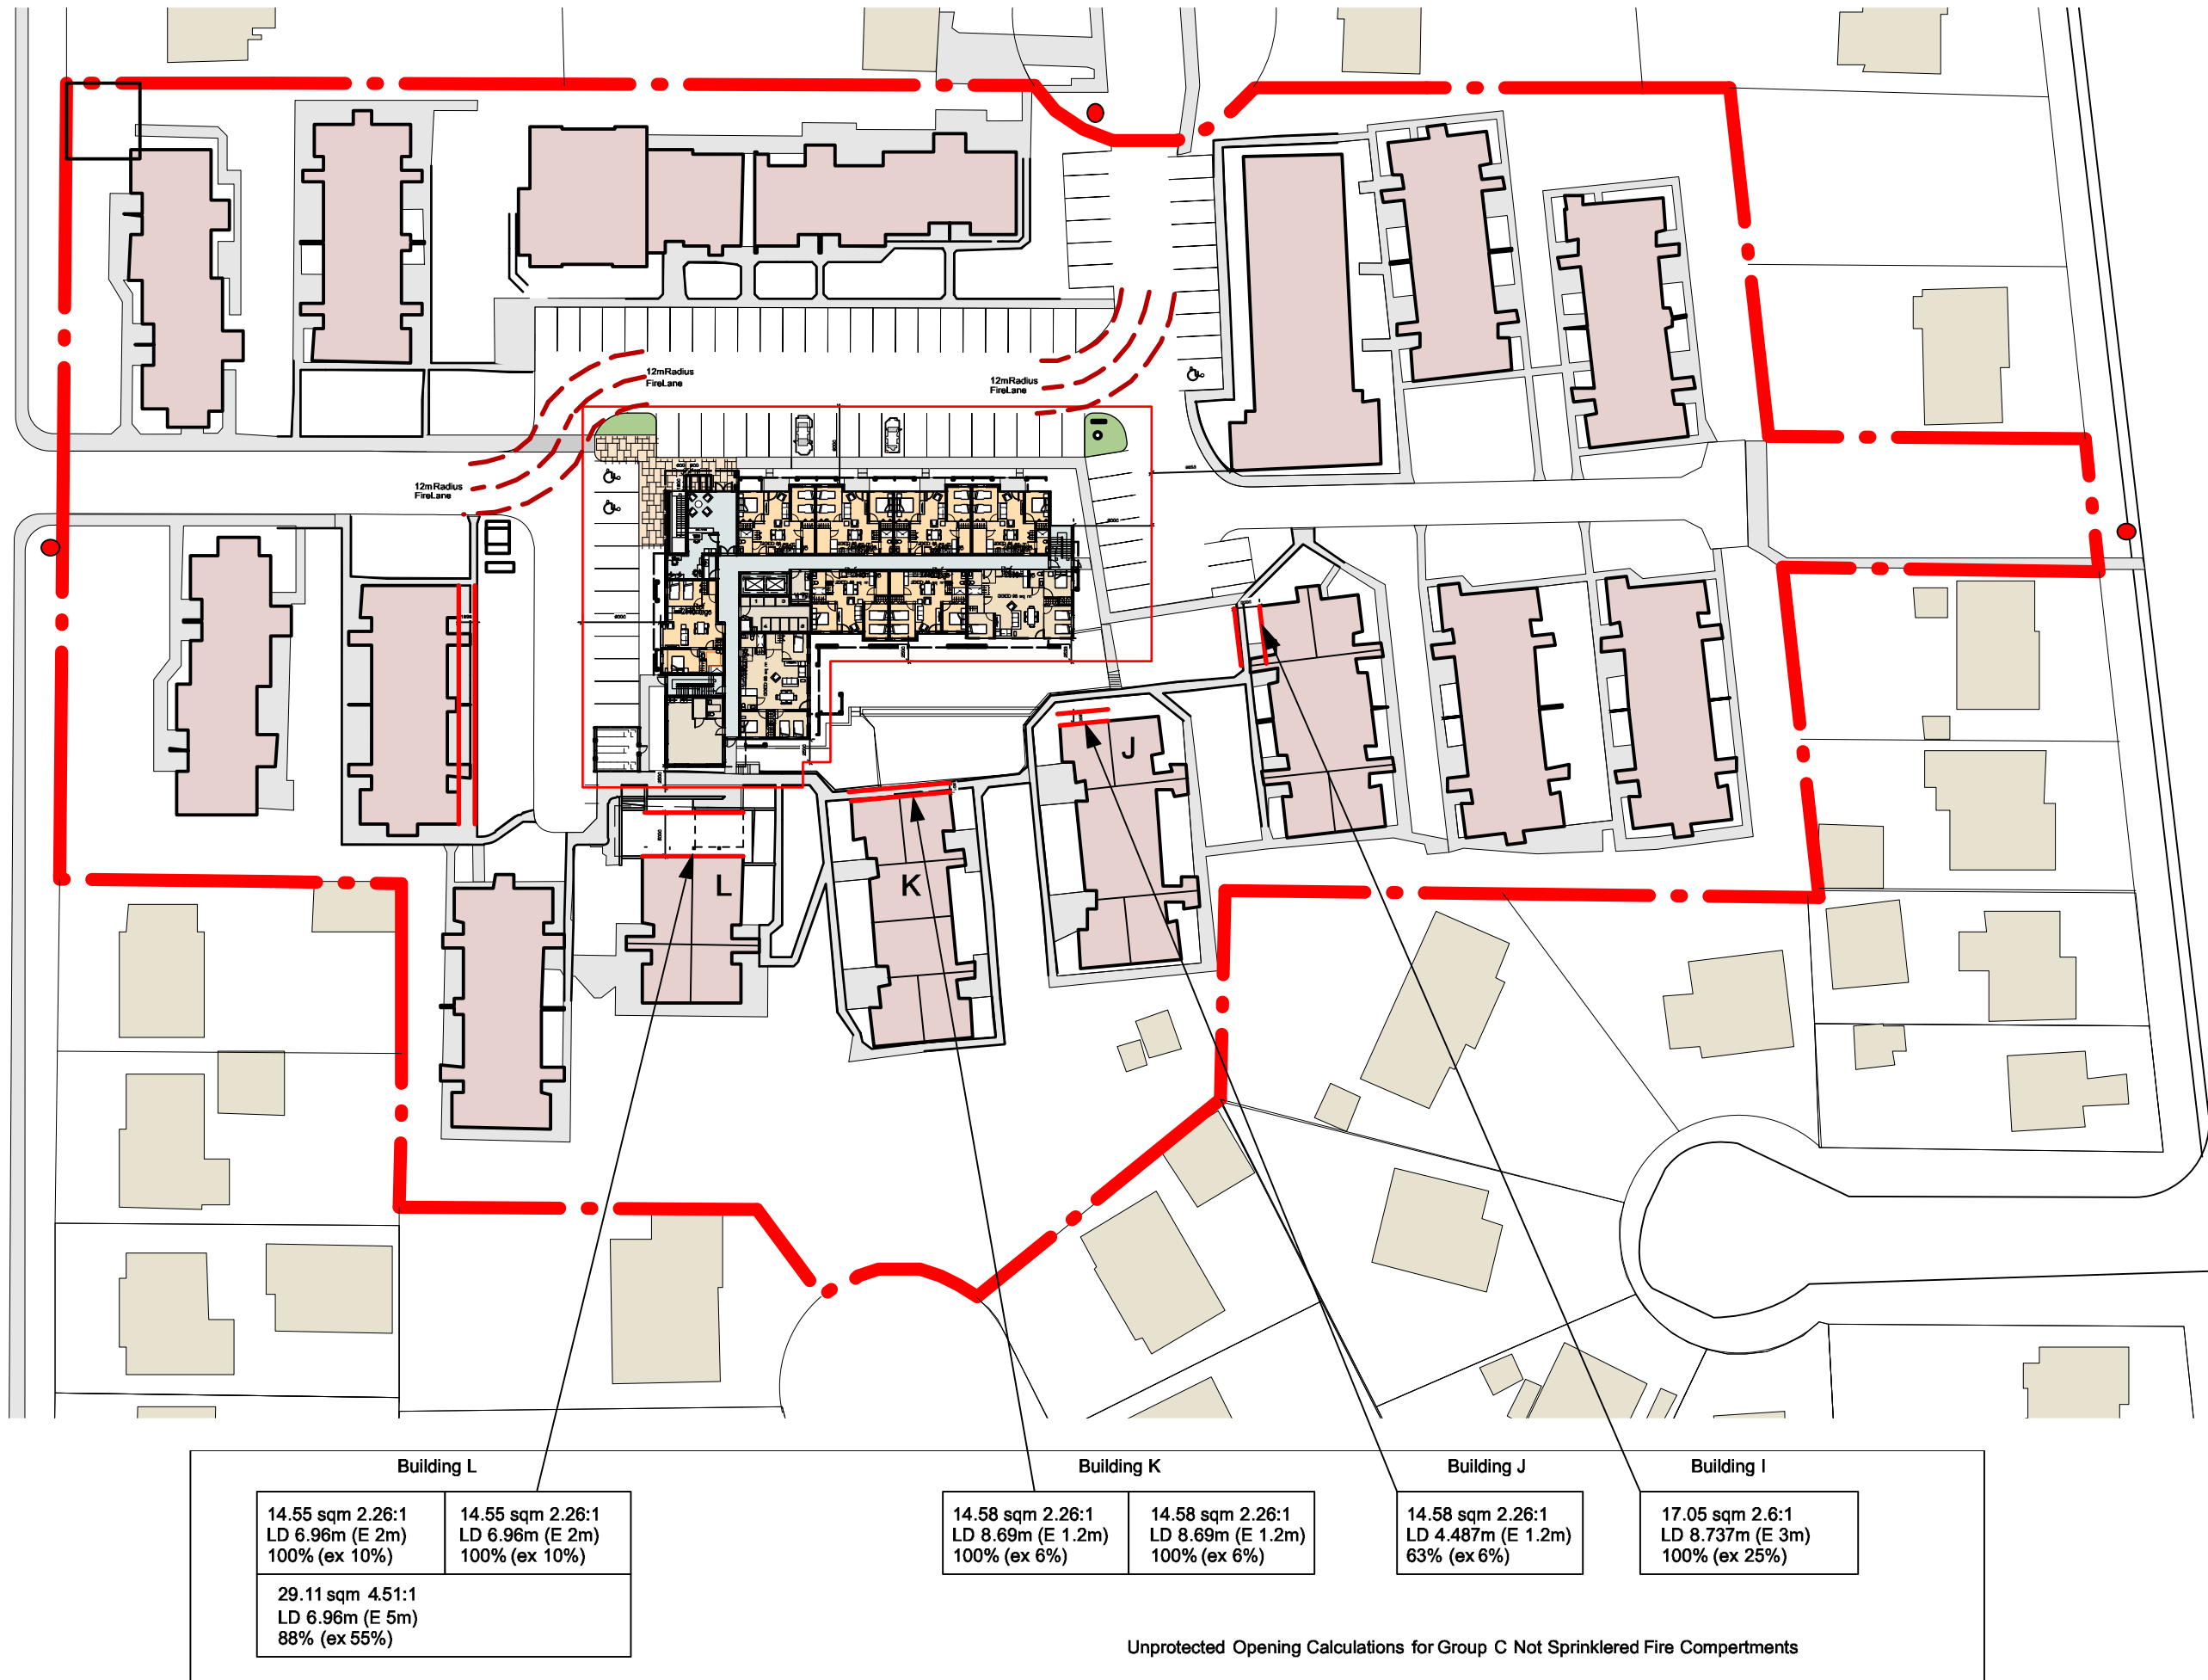 12mRadius
FireLane
12mRadius
FireLane
12mRadius
FireLane
J
K
L
Building L
14.55 sqm 2.26:1
LD 6.96m (E 2m)
100% (ex 10%)
14.55 sqm 2.26:1
LD 6.96m (E 2m)
100% (ex 10%)
29.11 sqm 4.51:1
LD 6.96m (E 5m)
88% (ex 55%)
Building K
14.58 sqm 2.26:1
LD 8.69m (E 1.2m)
100% (ex 6%)
14.58 sqm 2.26:1
LD 8.69m (E 1.2m)
100% (ex 6%)
Building J
14.58 sqm 2.26:1
LD 4.487m (E 1.2m)
63% (ex 6%)
Building I
17.05 sqm 2.6:1
LD 8.737m (E 3m)
100% (ex 25%)
Unprotected Opening Calculations for Group C Not Sprinklered Fire Compertments